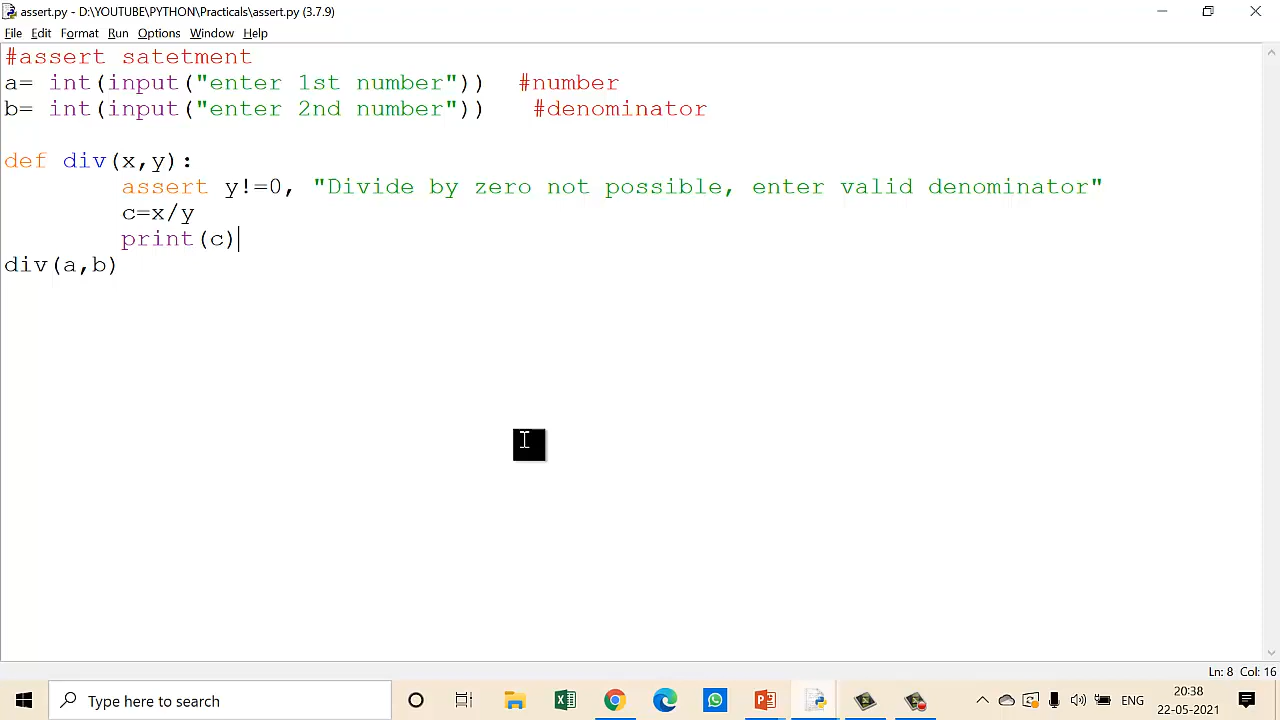 assert.py - D:\YOUTUBE\PYTHON\Practicals\assert.py (3.7.9)
File Edit Format Run Options Window Help
#assert satetment
a= int(input("enter 1st number"))  #number
b= int(input("enter 2nd number"))   #denominator
def div(x,y):
        assert y!=0, "Divide by zero not possible, enter valid denominator"
        c=x/y
        print(c)
div(a,b)
Ln: 8 Col: 16
Type here to search
ENG
20:38
22-05-2021